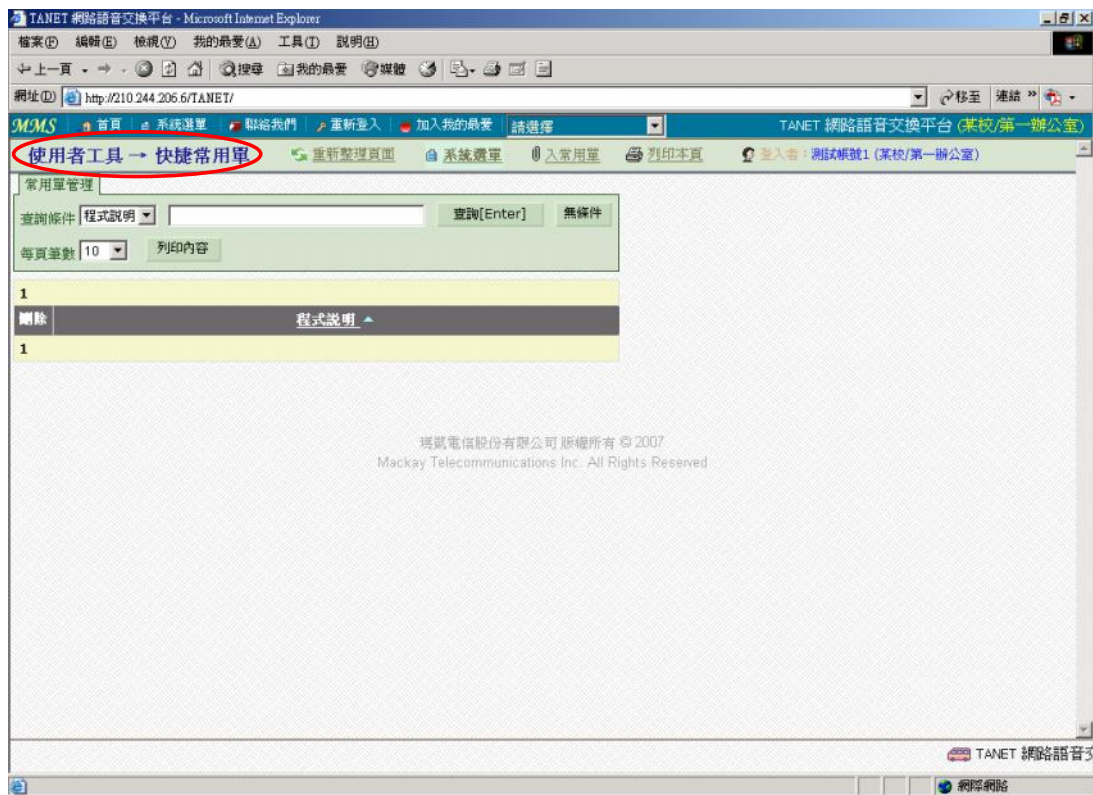 TANET 網路語音交換平台 - Microsoft Internet Explorer
檔案(F) 編輯(E) 檢視(V) 我的最愛(A) 工具(T) 說明(H)
上一頁 搜尋 我的最愛 媒體
網址(D) http://210.244.206.6/TANET/ 移至 連結 »
MMS 首頁 系統選單 聯絡我們 重新登入 加入我的最愛 請選擇 TANET 網路語音交換平台 (某校/第一辦公室)
使用者工具 → 快捷常用單 重新整理頁面 系統選單 入常用單 列印本頁 登入者：測試帳號1 (某校/第一辦公室)
常用單管理
查詢條件 程式說明 查詢[Enter] 無條件
每頁筆數 10 列印內容
1
刪除 程式說明
1
瑪凱電信股份有限公司 版權所有 © 2007
Mackay Telecommunications Inc. All Rights Reserved
TANET 網路語音交
網際網路